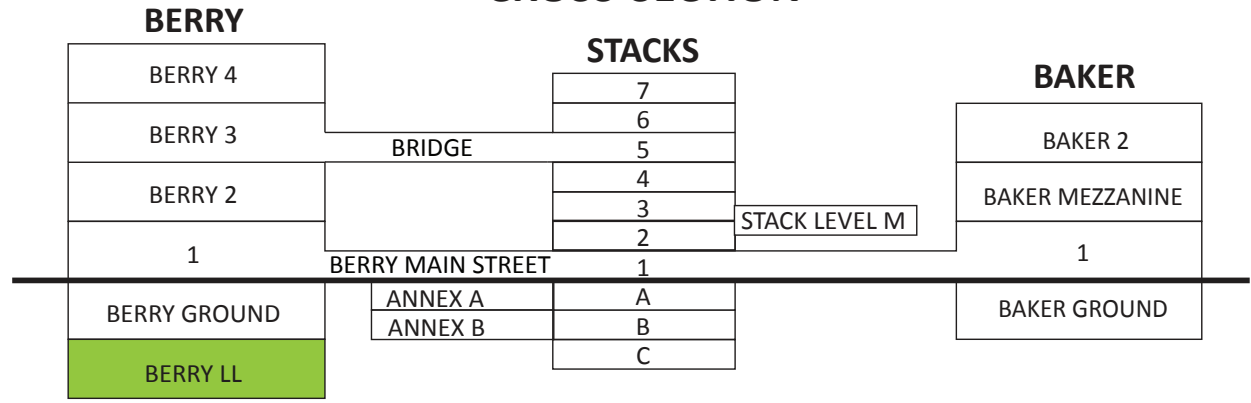 BERRY
STACKS
BAKER
BERRY 4
BERRY 3
BERRY 2
1
BERRY GROUND
BERRY LL
BRIDGE
BERRY MAIN STREET
ANNEX A
ANNEX B
7
6
5
4
3
2
1
A
B
C
STACK LEVEL M
BAKER 2
BAKER MEZZANINE
1
BAKER GROUND